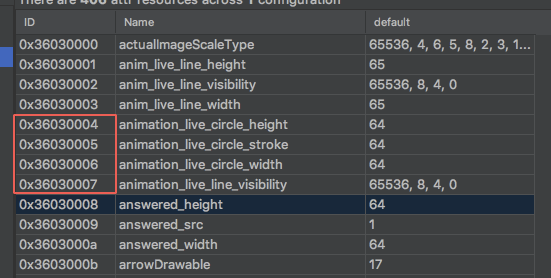 There are 406 attr resources across 1 configuration
ID Name default
0x36030000 actualImageScaleType 65536, 4, 6, 5, 8, 2, 3, 1...
0x36030001 anim_live_line_height 65
0x36030002 anim_live_line_visibility 65536, 8, 4, 0
0x36030003 anim_live_line_width 65
0x36030004 animation_live_circle_height 64
0x36030005 animation_live_circle_stroke 64
0x36030006 animation_live_circle_width 64
0x36030007 animation_live_line_visibility 65536, 8, 4, 0
0x36030008 answered_height 64
0x36030009 answered_src 1
0x3603000a answered_width 64
0x3603000b arrowDrawable 17